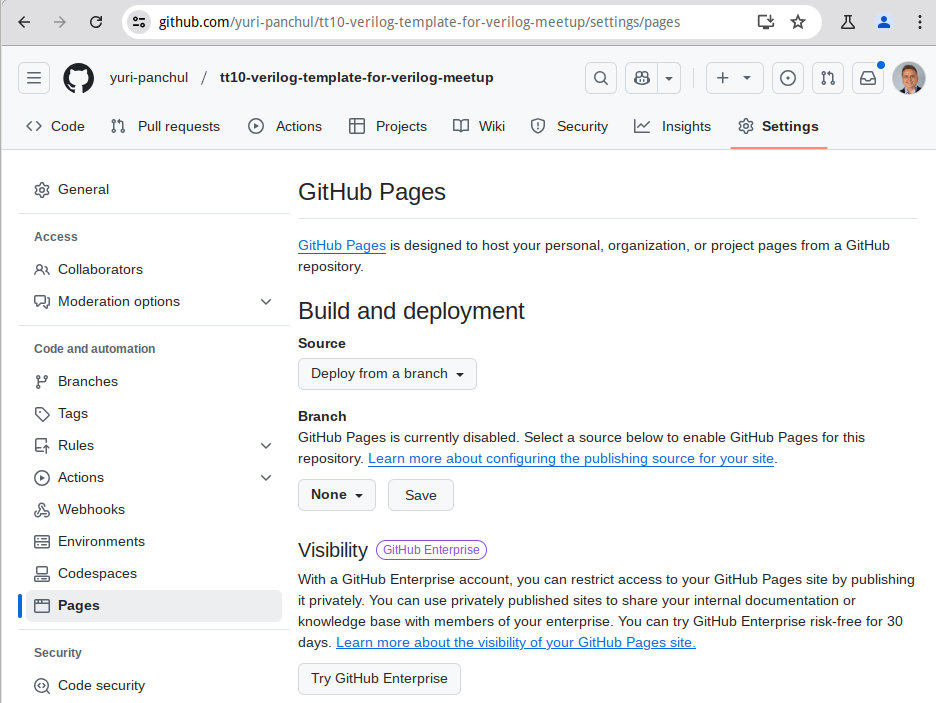 github.com/yuri-panchul/tt10-verilog-template-for-verilog-meetup/settings/pages
yuri-panchul / tt10-verilog-template-for-verilog-meetup
Code Pull requests Actions Projects Wiki Security Insights Settings
General
Access
Collaborators
Moderation options
Code and automation
Branches
Tags
Rules
Actions
Webhooks
Environments
Codespaces
Pages
Security
Code security
GitHub Pages
GitHub Pages is designed to host your personal, organization, or project pages from a GitHub
repository.
Build and deployment
Source
Deploy from a branch
Branch
GitHub Pages is currently disabled. Select a source below to enable GitHub Pages for this
repository. Learn more about configuring the publishing source for your site.
None Save
Visibility GitHub Enterprise
With a GitHub Enterprise account, you can restrict access to your GitHub Pages site by publishing
it privately. You can use privately published sites to share your internal documentation or
knowledge base with members of your enterprise. You can try GitHub Enterprise risk-free for 30
days. Learn more about the visibility of your GitHub Pages site.
Try GitHub Enterprise